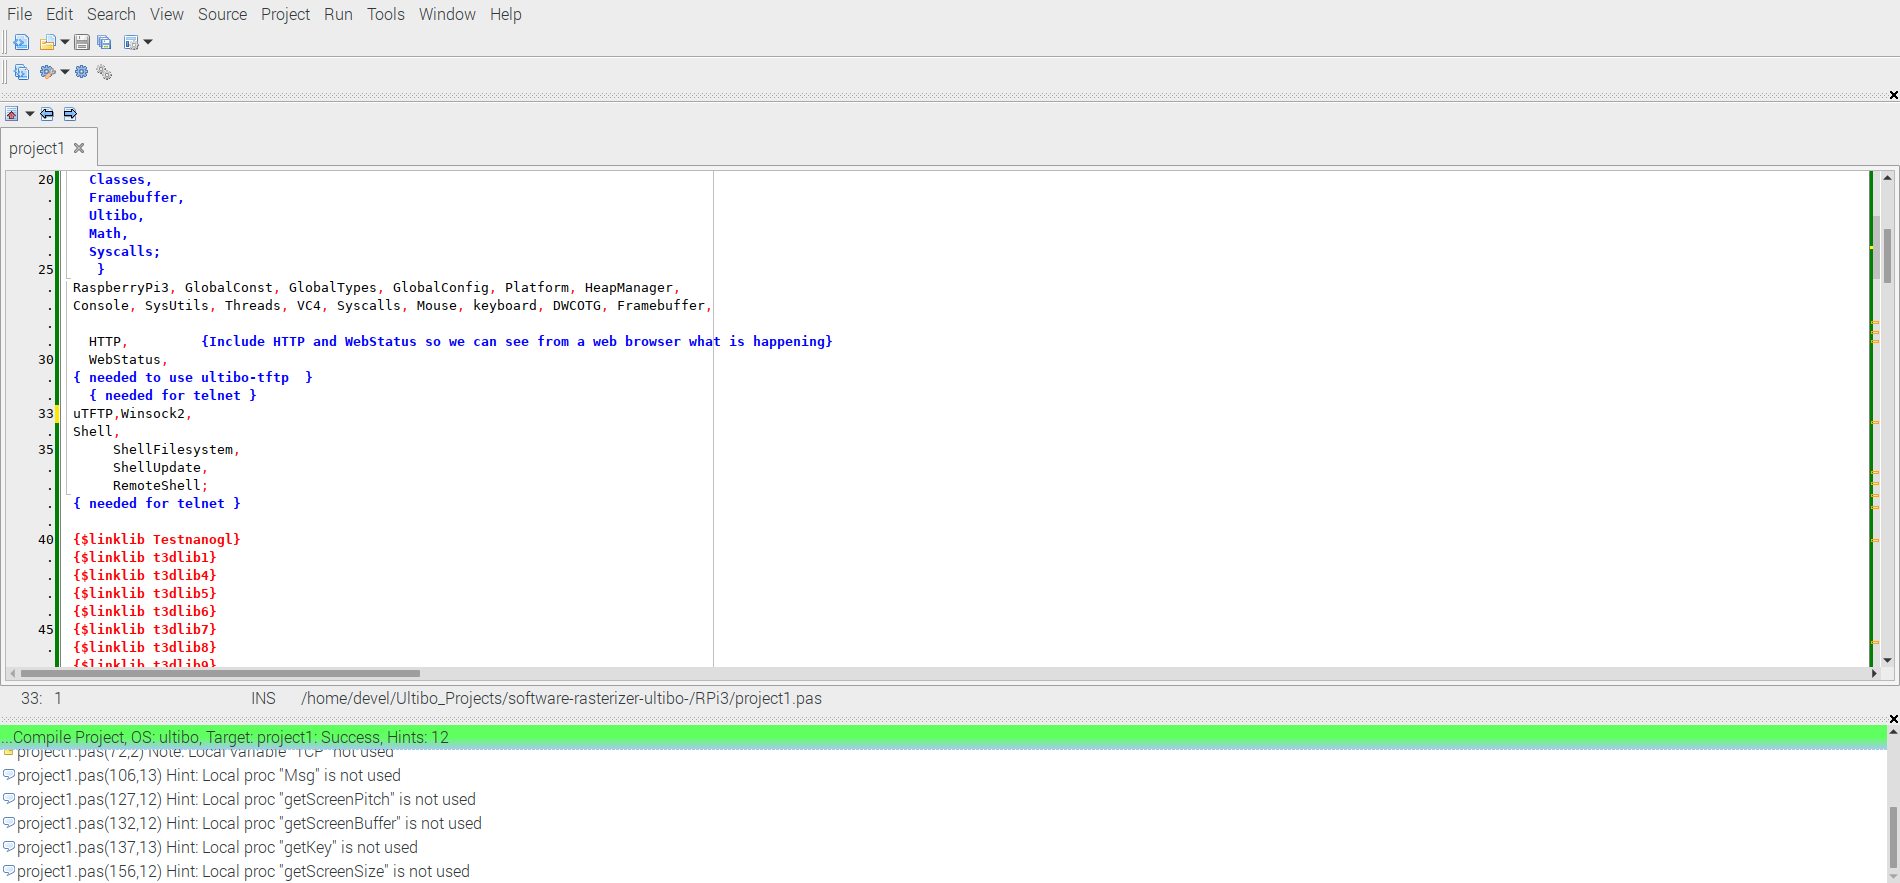 File Edit Search View Source Project Run Tools Window Help
project1
20 Classes,
. Framebuffer,
. Ultibo,
. Math,
. Syscalls;
25 }
. RaspberryPi3, GlobalConst, GlobalTypes, GlobalConfig, Platform, HeapManager,
. Console, SysUtils, Threads, VC4, Syscalls, Mouse, keyboard, DWCOTG, Framebuffer,
.
. HTTP, {Include HTTP and WebStatus so we can see from a web browser what is happening}
30 WebStatus,
. { needed to use ultibo-tftp }
. { needed for telnet }
33 uTFTP,Winsock2,
. Shell,
35 ShellFilesystem,
. ShellUpdate,
. RemoteShell;
. { needed for telnet }
.
40 {$linklib Testnanogl}
. {$linklib t3dlib1}
. {$linklib t3dlib4}
. {$linklib t3dlib5}
. {$linklib t3dlib6}
45 {$linklib t3dlib7}
. {$linklib t3dlib8}
{$linklib t3dlib9}
33: 1 INS /home/devel/Ultibo_Projects/software-rasterizer-ultibo-/RPi3/project1.pas
...Compile Project, OS: ultibo, Target: project1: Success, Hints: 12
project1.pas(72,2) Note: Local variable "TCP" not used
project1.pas(106,13) Hint: Local proc "Msg" is not used
project1.pas(127,12) Hint: Local proc "getScreenPitch" is not used
project1.pas(132,12) Hint: Local proc "getScreenBuffer" is not used
project1.pas(137,13) Hint: Local proc "getKey" is not used
project1.pas(156,12) Hint: Local proc "getScreenSize" is not used